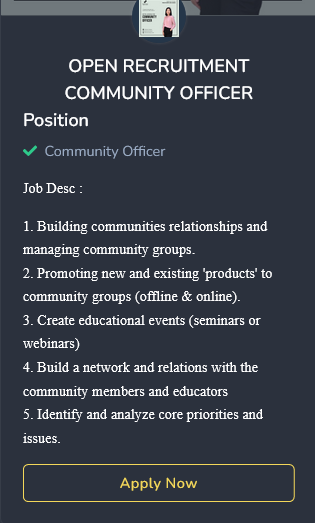 OPEN RECRUITMENT
COMMUNITY OFFICER
Position
Community Officer
Job Desc :
1. Building communities relationships and
managing community groups.
2. Promoting new and existing 'products' to
community groups (offline & online).
3. Create educational events (seminars or
webinars)
4. Build a network and relations with the
community members and educators
5. Identify and analyze core priorities and
issues.
Apply Now